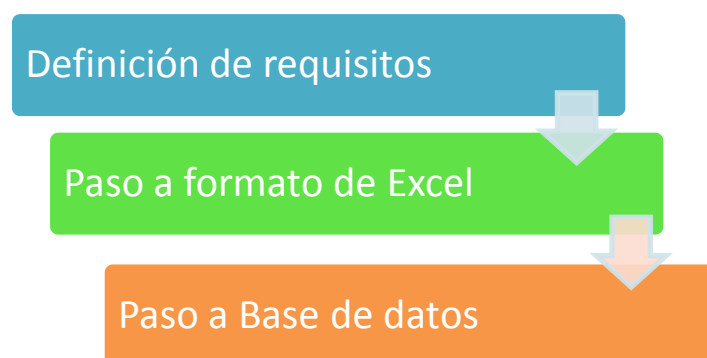 Definición de requisitos
Paso a formato de Excel
Paso a Base de datos